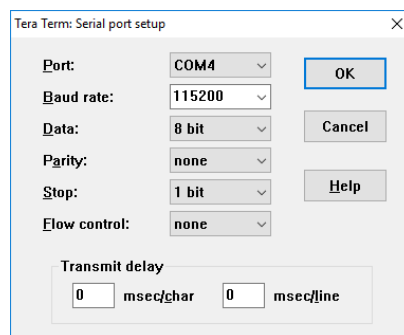 Tera Term: Serial port setup
Port: COM4 OK
Baud rate: 115200
Data: 8 bit Cancel
Parity: none
Stop: 1 bit Help
Flow control: none
Transmit delay
0 msec/char 0 msec/line